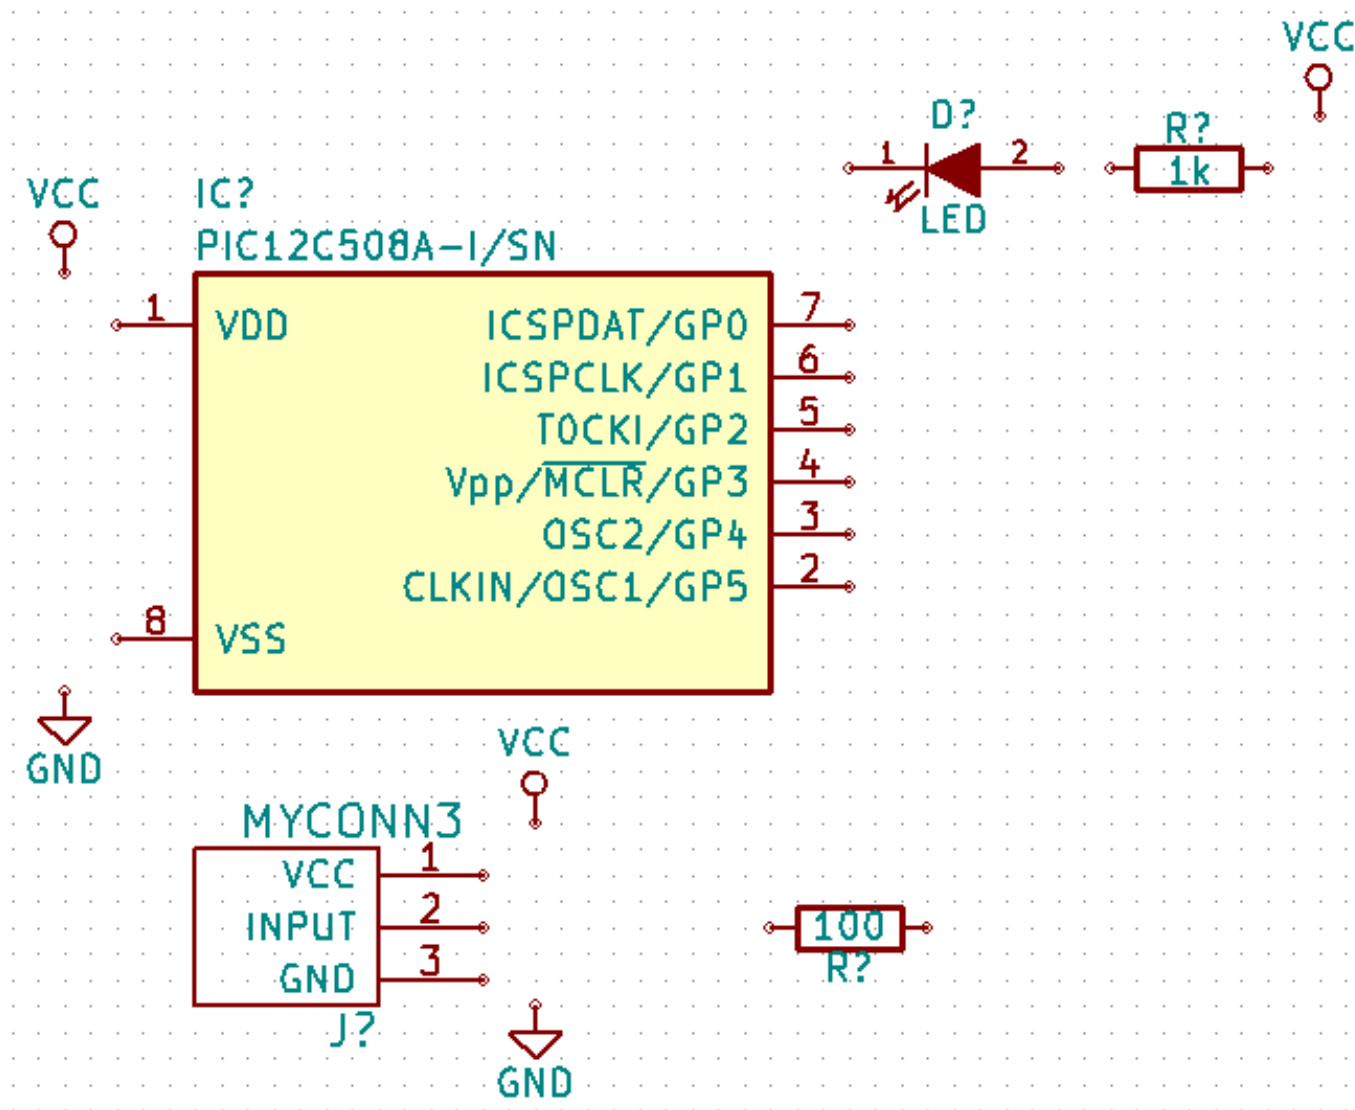 VCC
D?
R?
1 2
1k
LED
VCC
IC?
PIC12C508A-I/SN
1 VDD ICSPDAT/GP0 7
ICSPCLK/GP1 6
T0CKI/GP2 5
Vpp/MCLR/GP3 4
OSC2/GP4 3
CLKIN/OSC1/GP5 2
8 VSS
GND
VCC
MYCONN3
VCC 1
INPUT 2
GND 3
J?
100
R?
GND